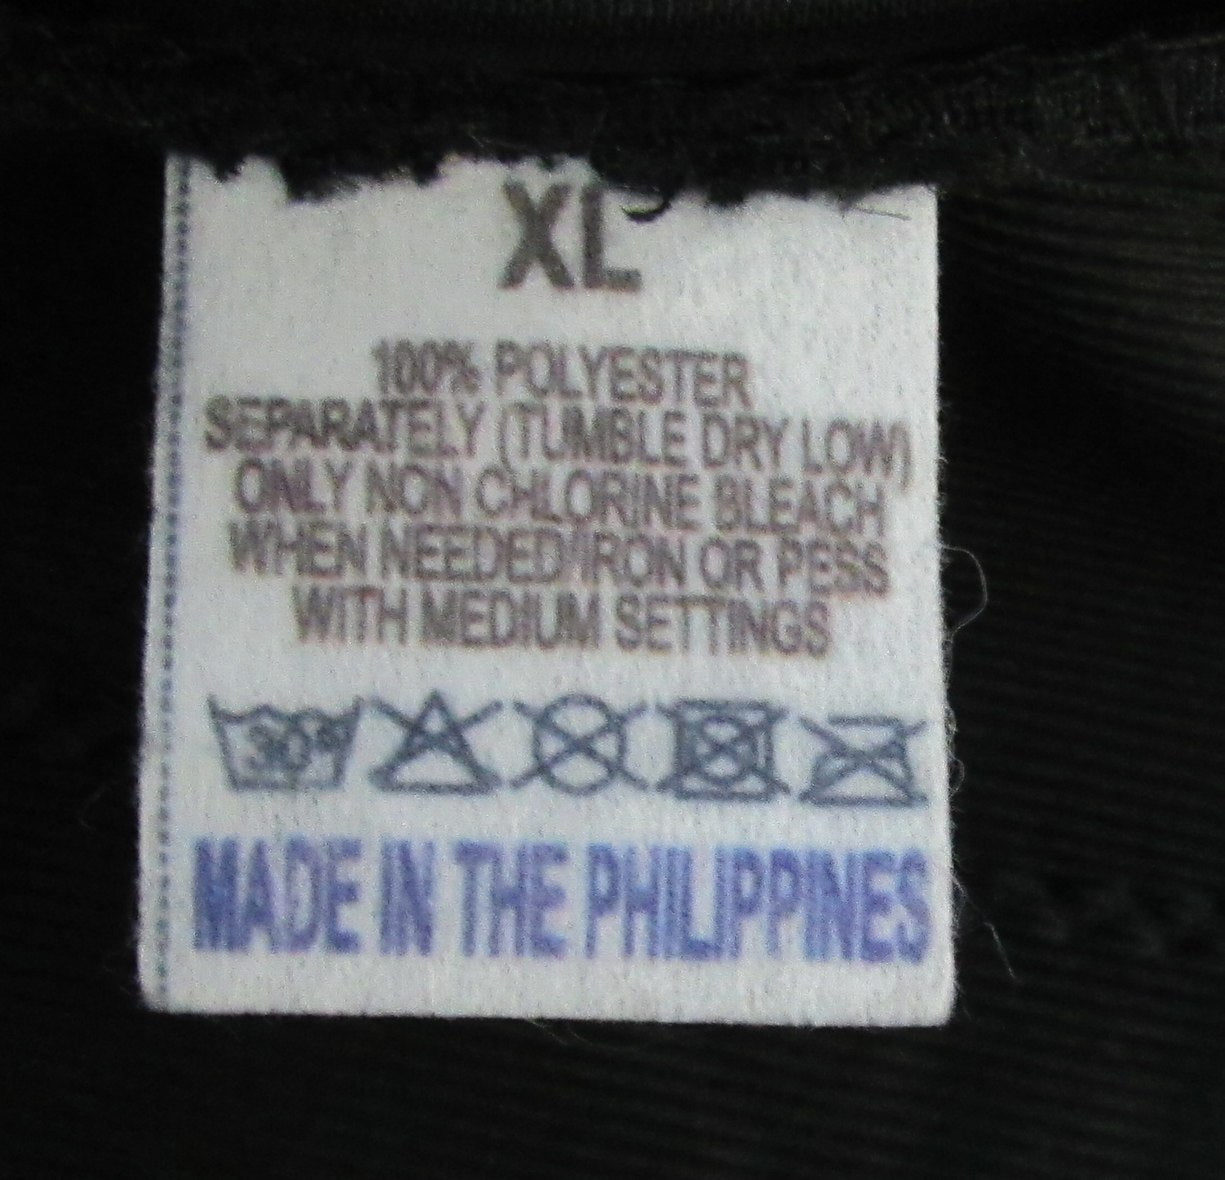 XL
100% POLYESTER
SEPARATELY (TUMBLE DRY LOW)
ONLY NON CHLORINE BLEACH
WHEN NEEDED/IRON OR PESS
WITH MEDIUM SETTINGS
30°
MADE IN THE PHILIPPINES